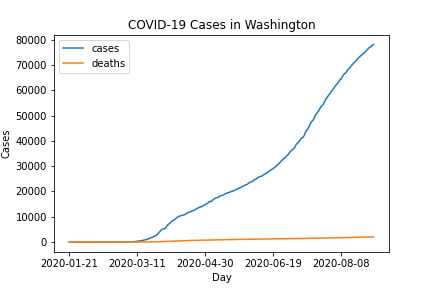 COVID-19 Cases in Washington
80000
70000
60000
50000
40000
30000
20000
10000
0
Cases
cases
deaths
2020-01-21 2020-03-11 2020-04-30 2020-06-19 2020-08-08
Day